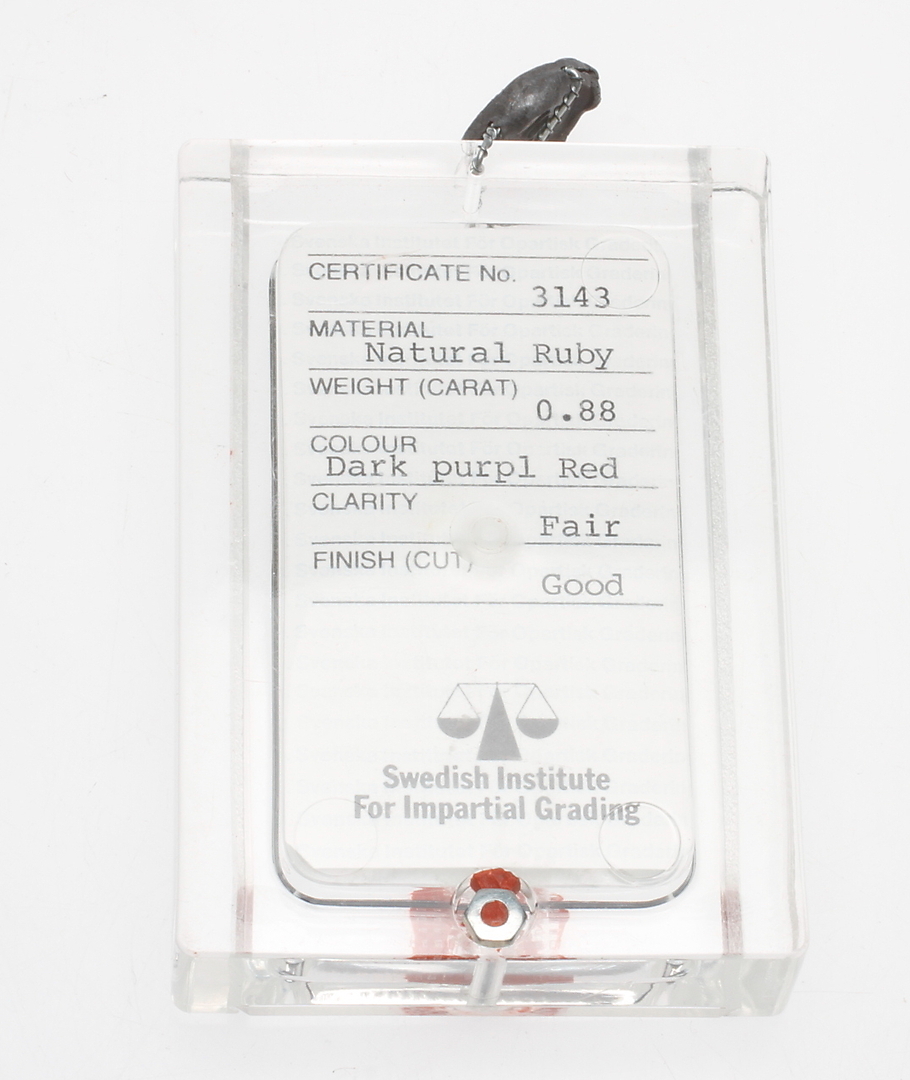 CERTIFICATE No.
3143
MATERIAL
Natural Ruby
WEIGHT (CARAT)
0.88
COLOUR
Dark purpl Red
CLARITY
Fair
FINISH (CUT)
Good
Swedish Institute
For Impartial Grading